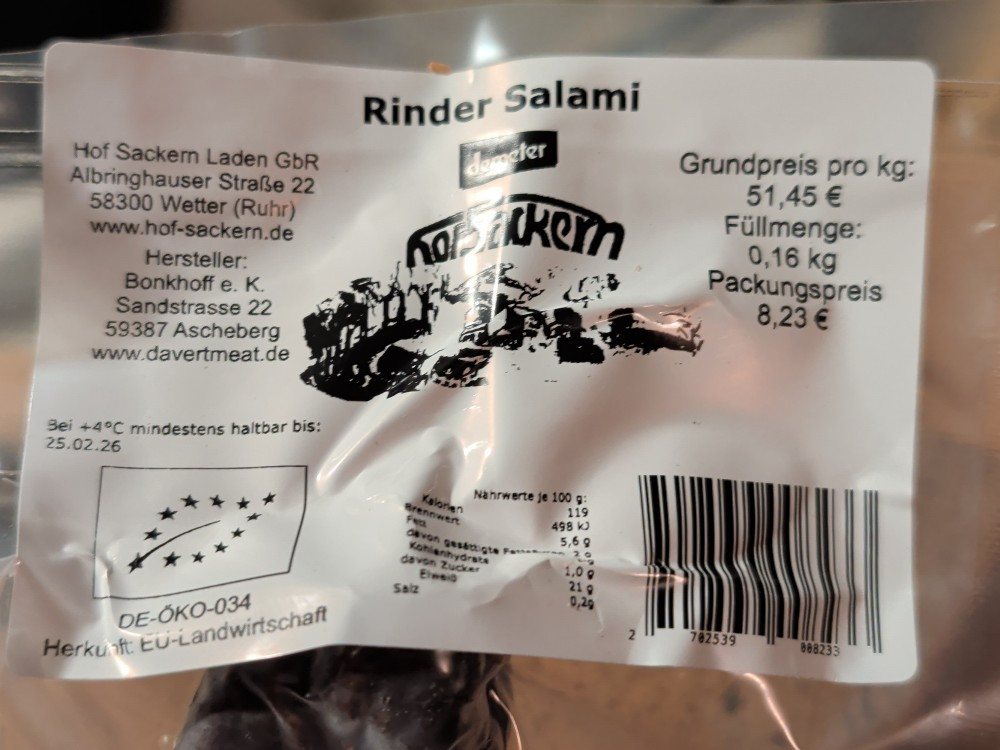 Rinder Salami
demeter
Hof Sackern
Hof Sackern Laden GbR
Albringhauser Straße 22
58300 Wetter (Ruhr)
www.hof-sackern.de
Hersteller:
Bonkhoff e. K.
Sandstrasse 22
59387 Ascheberg
www.davertmeat.de
Grundpreis pro kg:
51,45 €
Füllmenge:
0,16 kg
Packungspreis
8,23 €
Bei +4°C mindestens haltbar bis:
25.02.26
DE-ÖKO-034
Herkunft: EU-Landwirtschaft
Nährwerte je 100 g:
Kalorien 119
Brennwert 498 kJ
Fett 5,6 g
davon gesättigte
Kohlenhydrate
davon Zucker 1,0 g
Eiweiß 21 g
Salz 0,2g
2 702539 008233